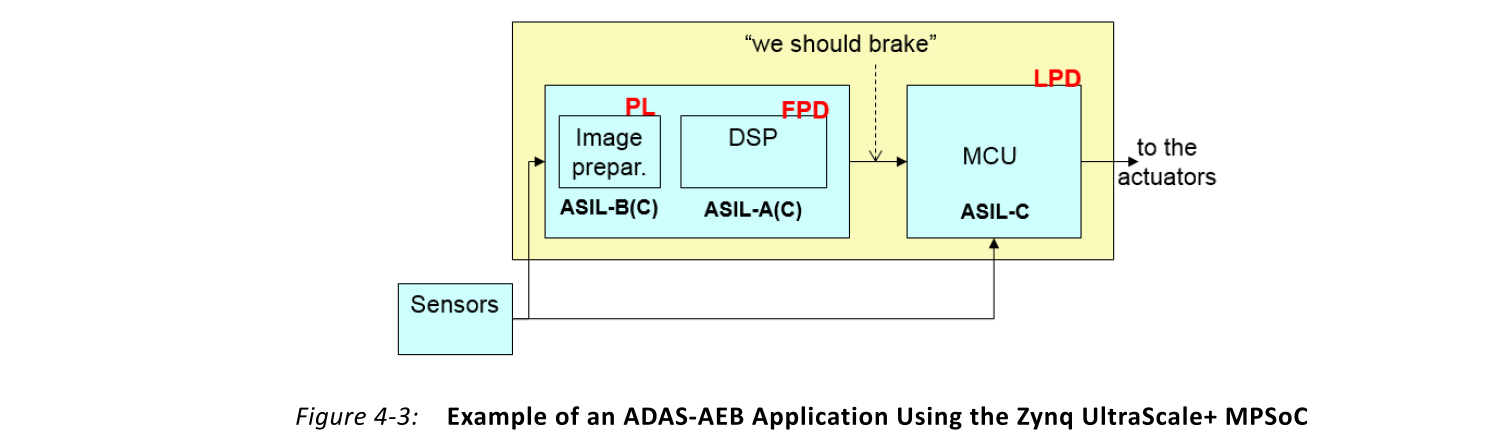 “we should brake”
LPD
PL
FPD
Image
prepar.
DSP
MCU
to the
actuators
ASIL-B(C)
ASIL-A(C)
ASIL-C
Sensors
Figure 4-3: Example of an ADAS-AEB Application Using the Zynq UltraScale+ MPSoC